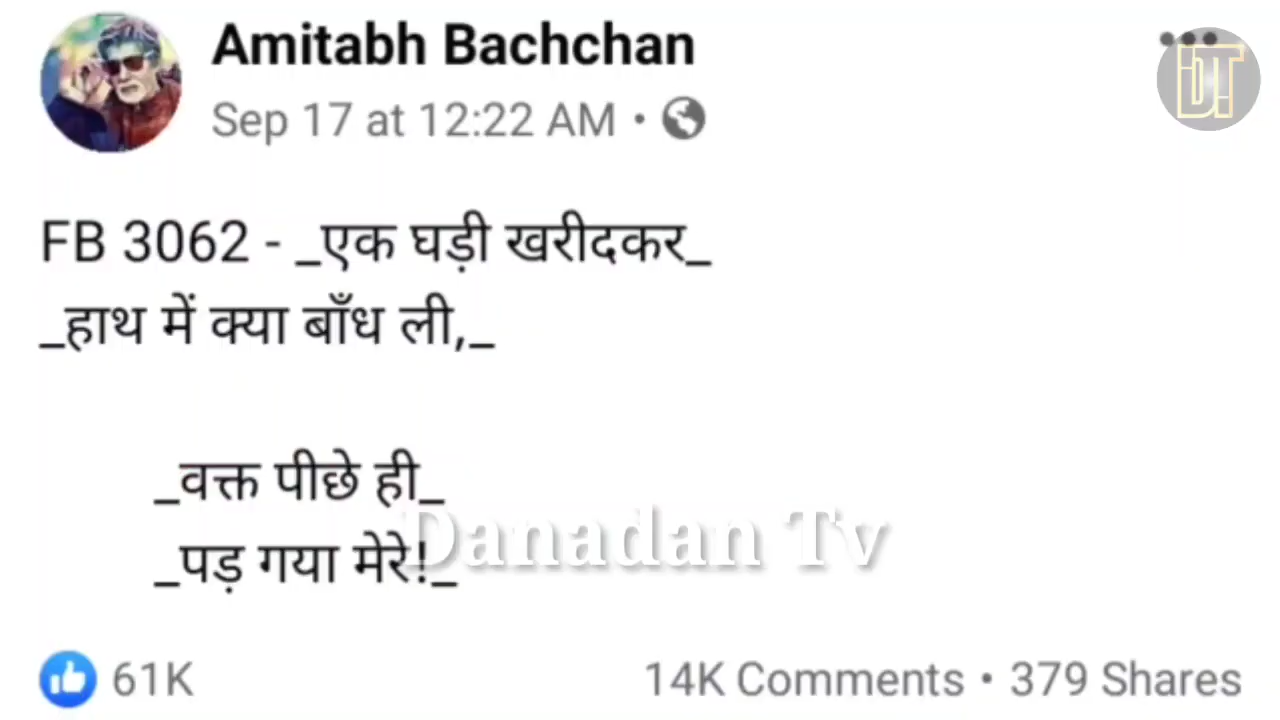 Amitabh Bachchan
Sep 17 at 12:22 AM •
DT
FB 3062 - _एक घड़ी खरीदकर_
_हाथ में क्या बाँध ली,_
_वक्त पीछे ही_
_पड़ गया मेरे!_
Danadan Tv
61K
14K Comments • 379 Shares